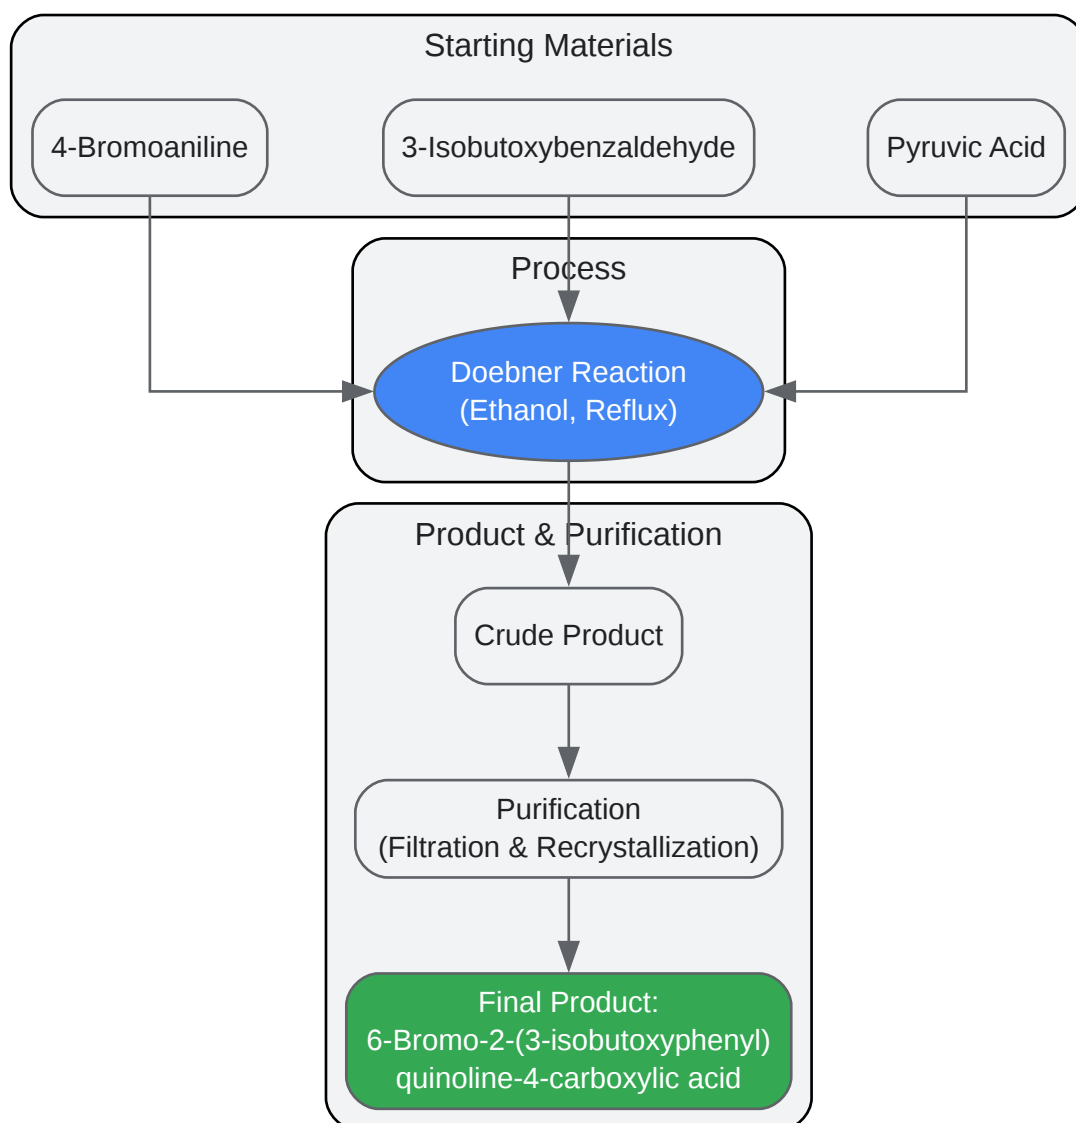 Starting Materials
4-Bromoaniline
3-Isobutoxybenzaldehyde
Pyruvic Acid
Process
Doebner Reaction
(Ethanol, Reflux)
Product & Purification
Crude Product
Purification
(Filtration & Recrystallization)
Final Product:
6-Bromo-2-(3-isobutoxyphenyl)
quinoline-4-carboxylic acid